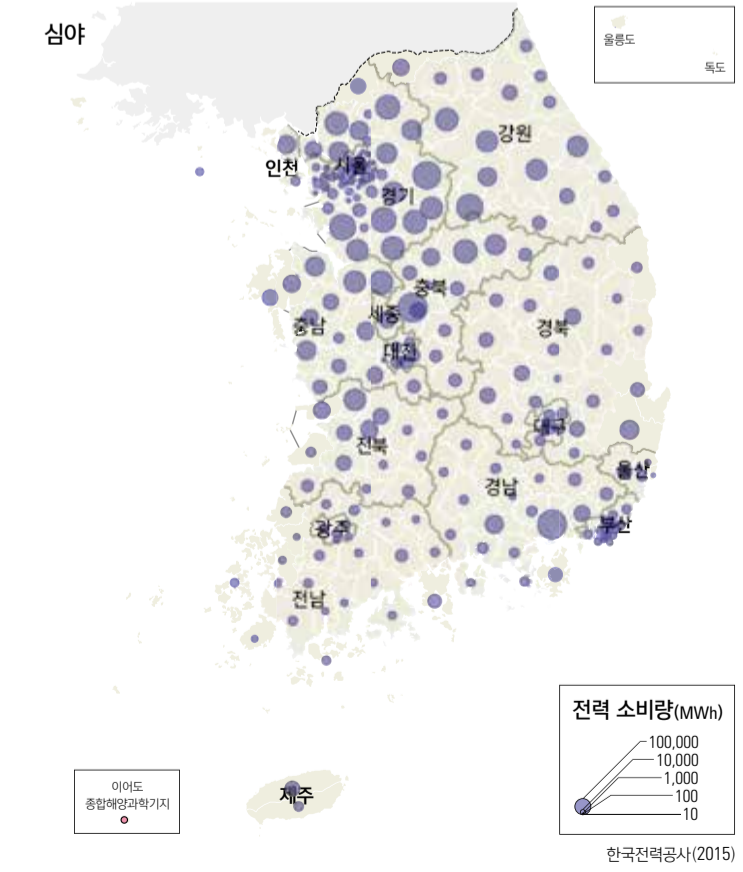 심야
울릉도
독도
강원
인천
서울
경기
충북
세종
충남
경북
대전
대구
전북
울산
경남
부산
광주
전남
제주
이어도
종합해양과학기지
전력 소비량(MWh)
100,000
10,000
1,000
100
10
한국전력공사(2015)